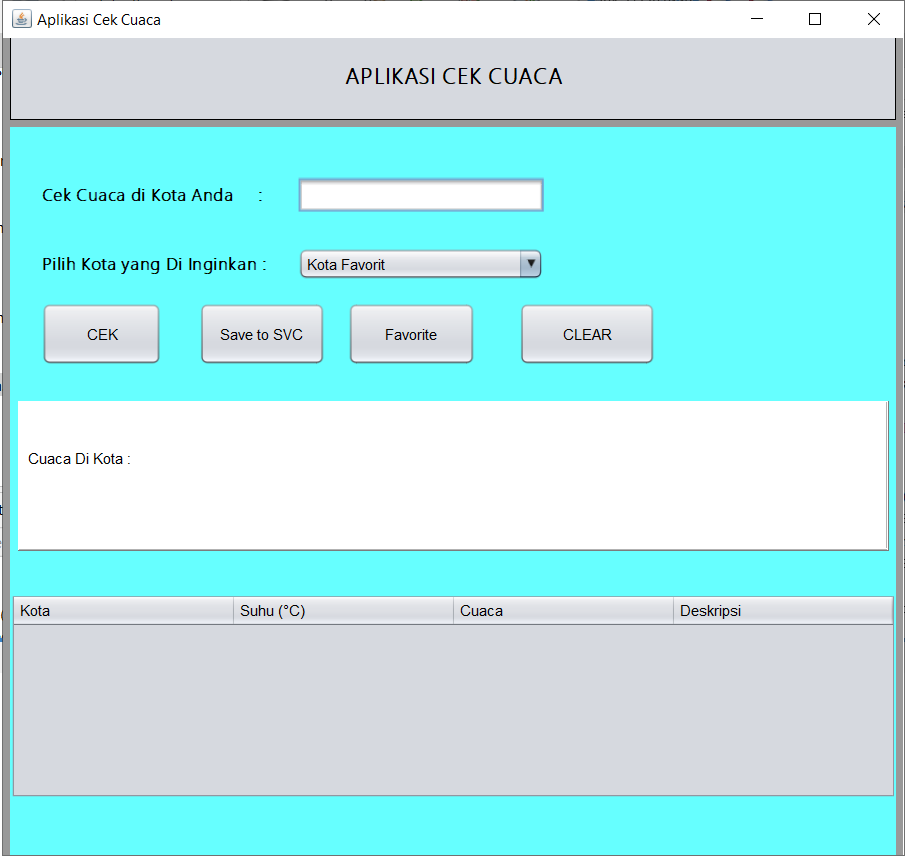 Aplikasi Cek Cuaca
APLIKASI CEK CUACA
Cek Cuaca di Kota Anda :
Pilih Kota yang Di Inginkan :
Kota Favorit
CEK Save to SVC Favorite CLEAR
Cuaca Di Kota :
Kota Suhu (°C) Cuaca Deskripsi